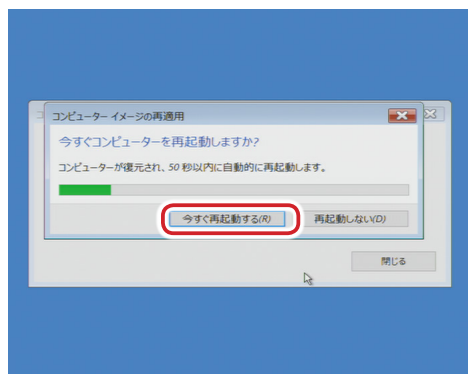 コンピューター イメージの再適用
今すぐコンピューターを再起動しますか?
コンピューターが復元され、50 秒以内に自動的に再起動します。
今すぐ再起動する(R)
再起動しない(D)
閉じる